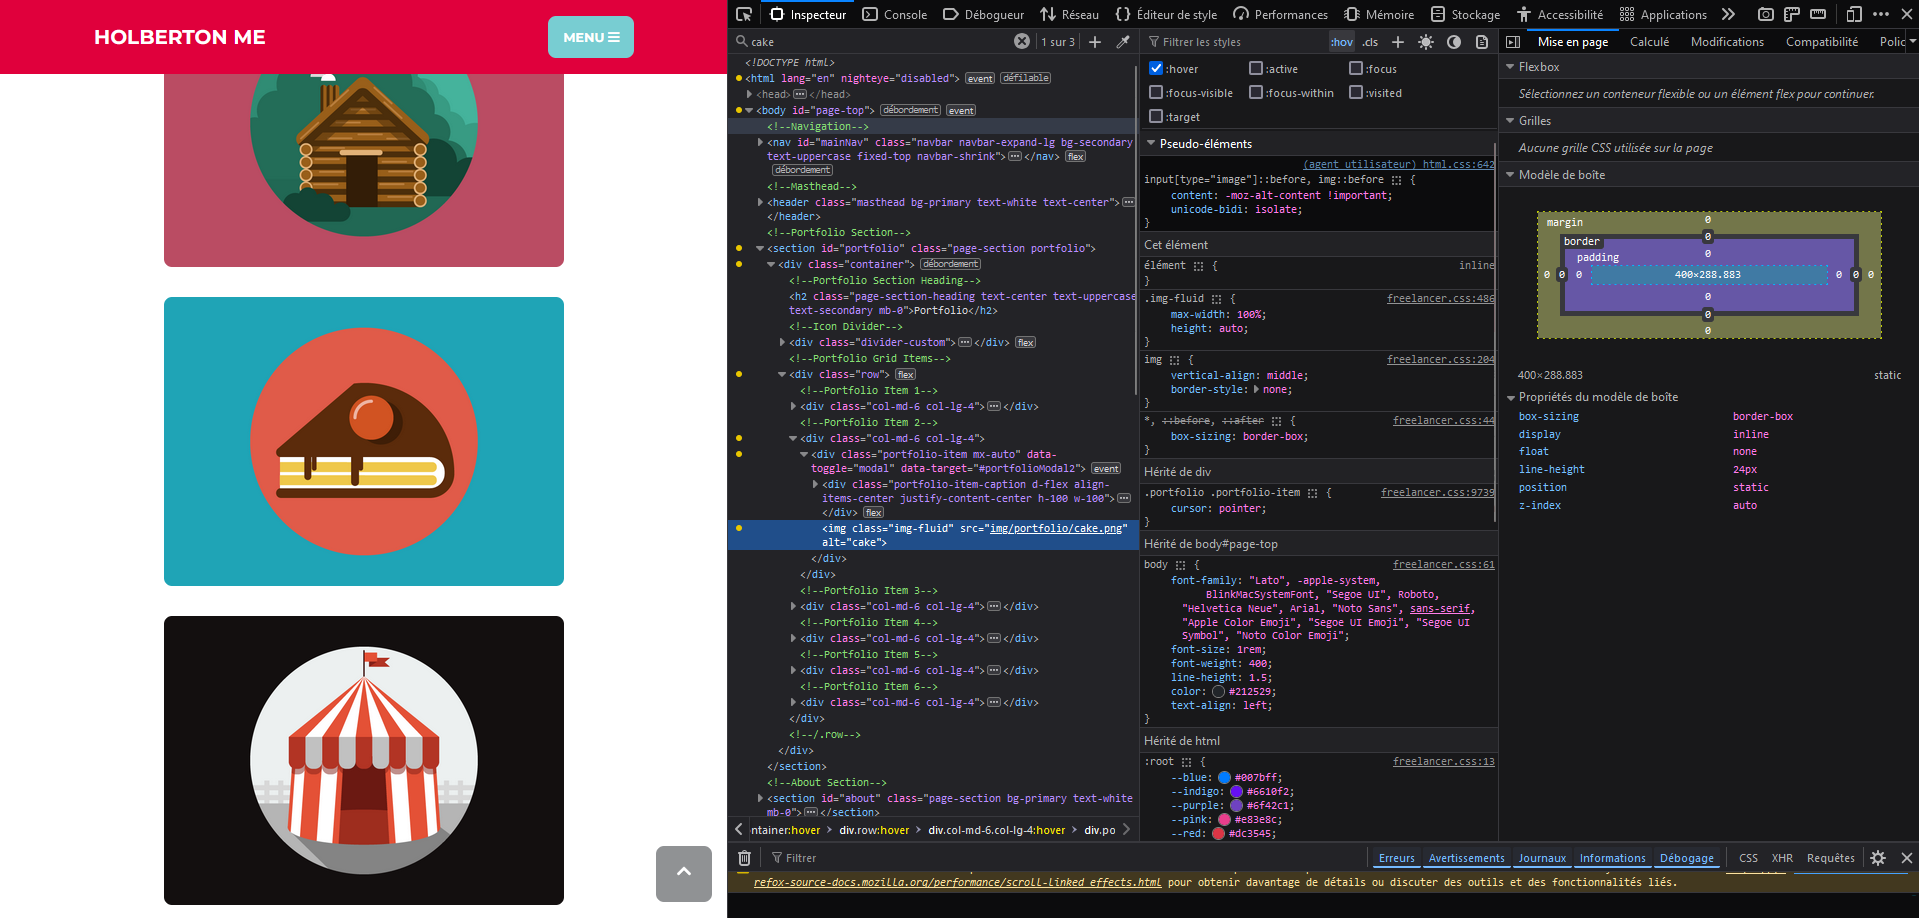 HOLBERTON ME
MENU
Inspecteur
Console
Débogueur
Réseau
Éditeur de style
Performances
Mémoire
Stockage
Accessibilité
Applications
cake
1 sur 3
Filtrer les styles
:hov
.cls
Mise en page
Calculé
Modifications
Compatibilité
Polic
<!DOCTYPE html>
<html lang="en" nighteye="disabled"> event défilable
<head> </head>
<body id="page-top"> débordement event
<!--Navigation-->
<nav id="mainNav" class="navbar navbar-expand-lg bg-secondary
text-uppercase fixed-top navbar-shrink"> </nav> flex
débordement
<!--Masthead-->
<header class="masthead bg-primary text-white text-center">
</header>
<!--Portfolio Section-->
<section id="portfolio" class="page-section portfolio">
<div class="container"> débordement
<!--Portfolio Section Heading-->
<h2 class="page-section-heading text-center text-uppercase
text-secondary mb-0">Portfolio</h2>
<!--Icon Divider-->
<div class="divider-custom"> </div> flex
<!--Portfolio Grid Items-->
<div class="row"> flex
<!--Portfolio Item 1-->
<div class="col-md-6 col-lg-4"> </div>
<!--Portfolio Item 2-->
<div class="col-md-6 col-lg-4">
<div class="portfolio-item mx-auto" data-
toggle="modal" data-target="#portfolioModal2"> event
<div class="portfolio-item-caption d-flex align-
items-center justify-content-center h-100 w-100">
</div> flex
<img class="img-fluid" src="img/portfolio/cake.png"
alt="cake">
</div>
</div>
<!--Portfolio Item 3-->
<div class="col-md-6 col-lg-4"> </div>
<!--Portfolio Item 4-->
<div class="col-md-6 col-lg-4"> </div>
<!--Portfolio Item 5-->
<div class="col-md-6 col-lg-4"> </div>
<!--Portfolio Item 6-->
<div class="col-md-6 col-lg-4"> </div>
</div>
<!--/.row-->
</div>
</section>
<!--About Section-->
<section id="about" class="page-section bg-primary text-white
mb-0"> </section>
ntainer:hover > div.row:hover > div.col-md-6.col-lg-4:hover > div.po
:hover
:active
:focus
:focus-visible
:focus-within
:visited
:target
Pseudo-éléments
(agent utilisateur) html.css:642
input[type="image"]::before, img::before {
content: -moz-alt-content !important;
unicode-bidi: isolate;
}
Cet élément
élément { inline
}
.img-fluid { freelancer.css:486
max-width: 100%;
height: auto;
}
img { freelancer.css:204
vertical-align: middle;
border-style: none;
}
*, ::before, ::after { freelancer.css:44
box-sizing: border-box;
}
Hérité de div
.portfolio .portfolio-item { freelancer.css:9739
cursor: pointer;
}
Hérité de body#page-top
body { freelancer.css:61
font-family: "Lato", -apple-system,
BlinkMacSystemFont, "Segoe UI", Roboto,
"Helvetica Neue", Arial, "Noto Sans", sans-serif,
"Apple Color Emoji", "Segoe UI Emoji", "Segoe UI
Symbol", "Noto Color Emoji";
font-size: 1rem;
font-weight: 400;
line-height: 1.5;
color: #212529;
text-align: left;
}
Hérité de html
:root { freelancer.css:13
--blue: #007bff;
--indigo: #6610f2;
--purple: #6f42c1;
--pink: #e83e8c;
--red: #dc3545;
Flexbox
Sélectionnez un conteneur flexible ou un élément flex pour continuer.
Grilles
Aucune grille CSS utilisée sur la page
Modèle de boîte
margin 0
border 0
padding 0
0 0 0 400×288.883 0 0 0
0
0
0
400×288.883 static
Propriétés du modèle de boîte
box-sizing border-box
display inline
float none
line-height 24px
position static
z-index auto
Filtrer
Erreurs
Avertissements
Journaux
Informations
Débogage
CSS
XHR
Requêtes
refox-source-docs.mozilla.org/performance/scroll-linked_effects.html pour obtenir davantage de détails ou discuter des outils et des fonctionnalités liés.